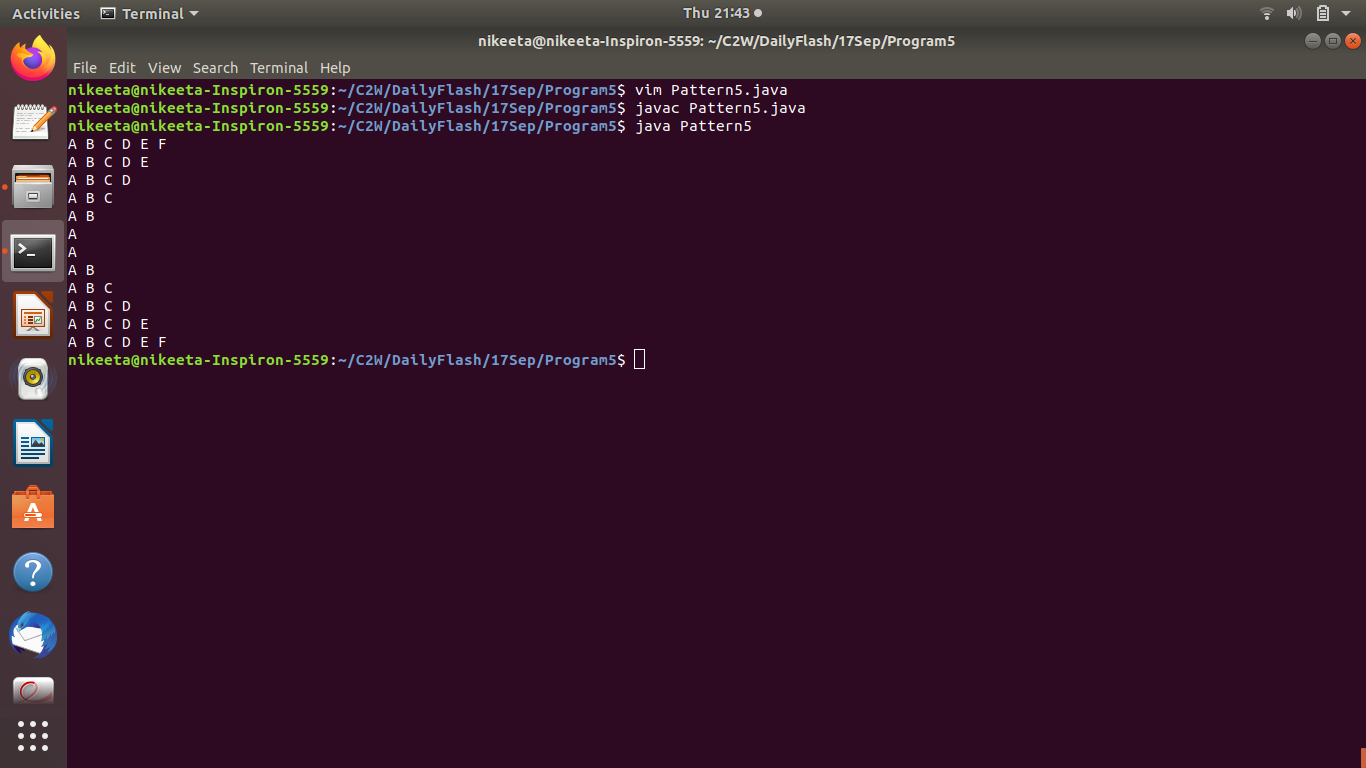 Activities Terminal Thu 21:43
nikeeta@nikeeta-Inspiron-5559: ~/C2W/DailyFlash/17Sep/Program5
File Edit View Search Terminal Help
nikeeta@nikeeta-Inspiron-5559:~/C2W/DailyFlash/17Sep/Program5$ vim Pattern5.java
nikeeta@nikeeta-Inspiron-5559:~/C2W/DailyFlash/17Sep/Program5$ javac Pattern5.java
nikeeta@nikeeta-Inspiron-5559:~/C2W/DailyFlash/17Sep/Program5$ java Pattern5
A B C D E F
A B C D E
A B C D
A B C
A B
A
A
A B
A B C
A B C D
A B C D E
A B C D E F
nikeeta@nikeeta-Inspiron-5559:~/C2W/DailyFlash/17Sep/Program5$